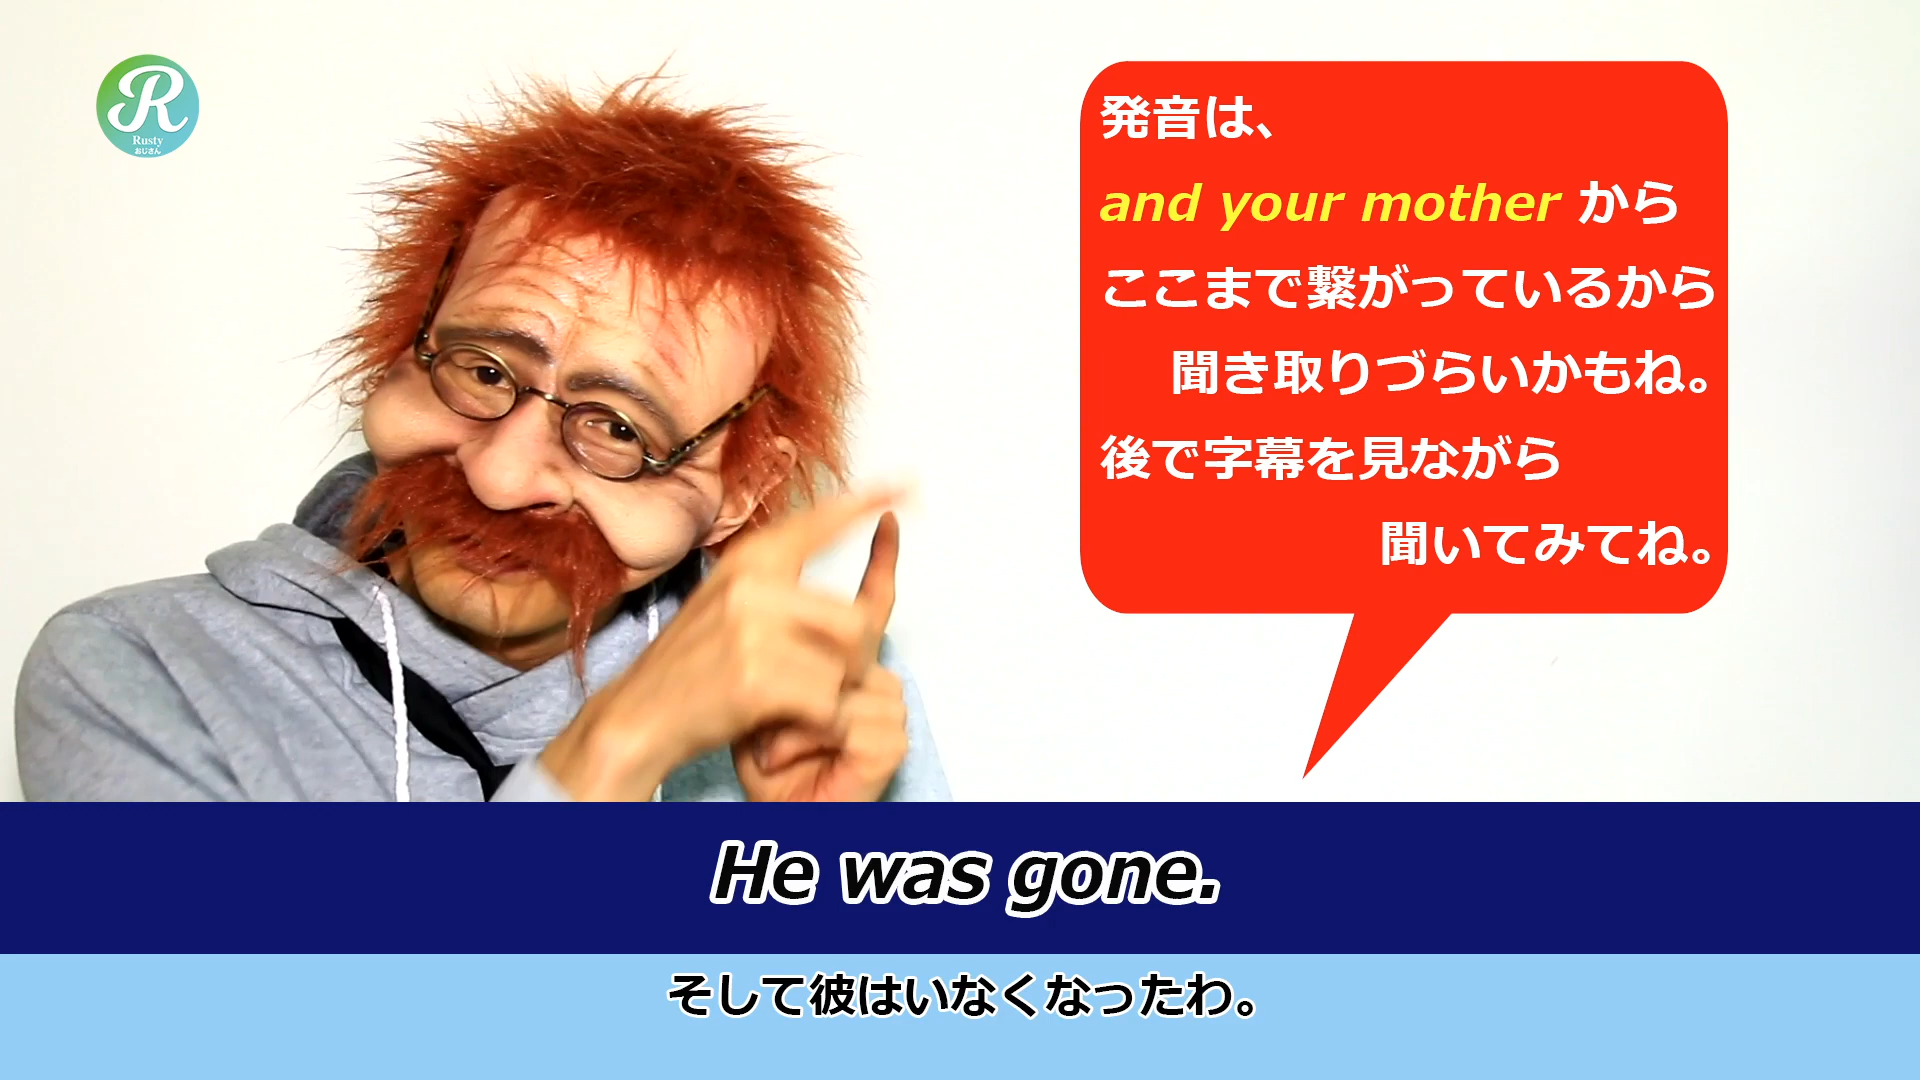 R
Rusty
おじさん
発音は、
and your mother から
ここまで繋がっているから
聞き取りづらいかもね。
後で字幕を見ながら
聞いてみてね。
He was gone.
そして彼はいなくなったわ。